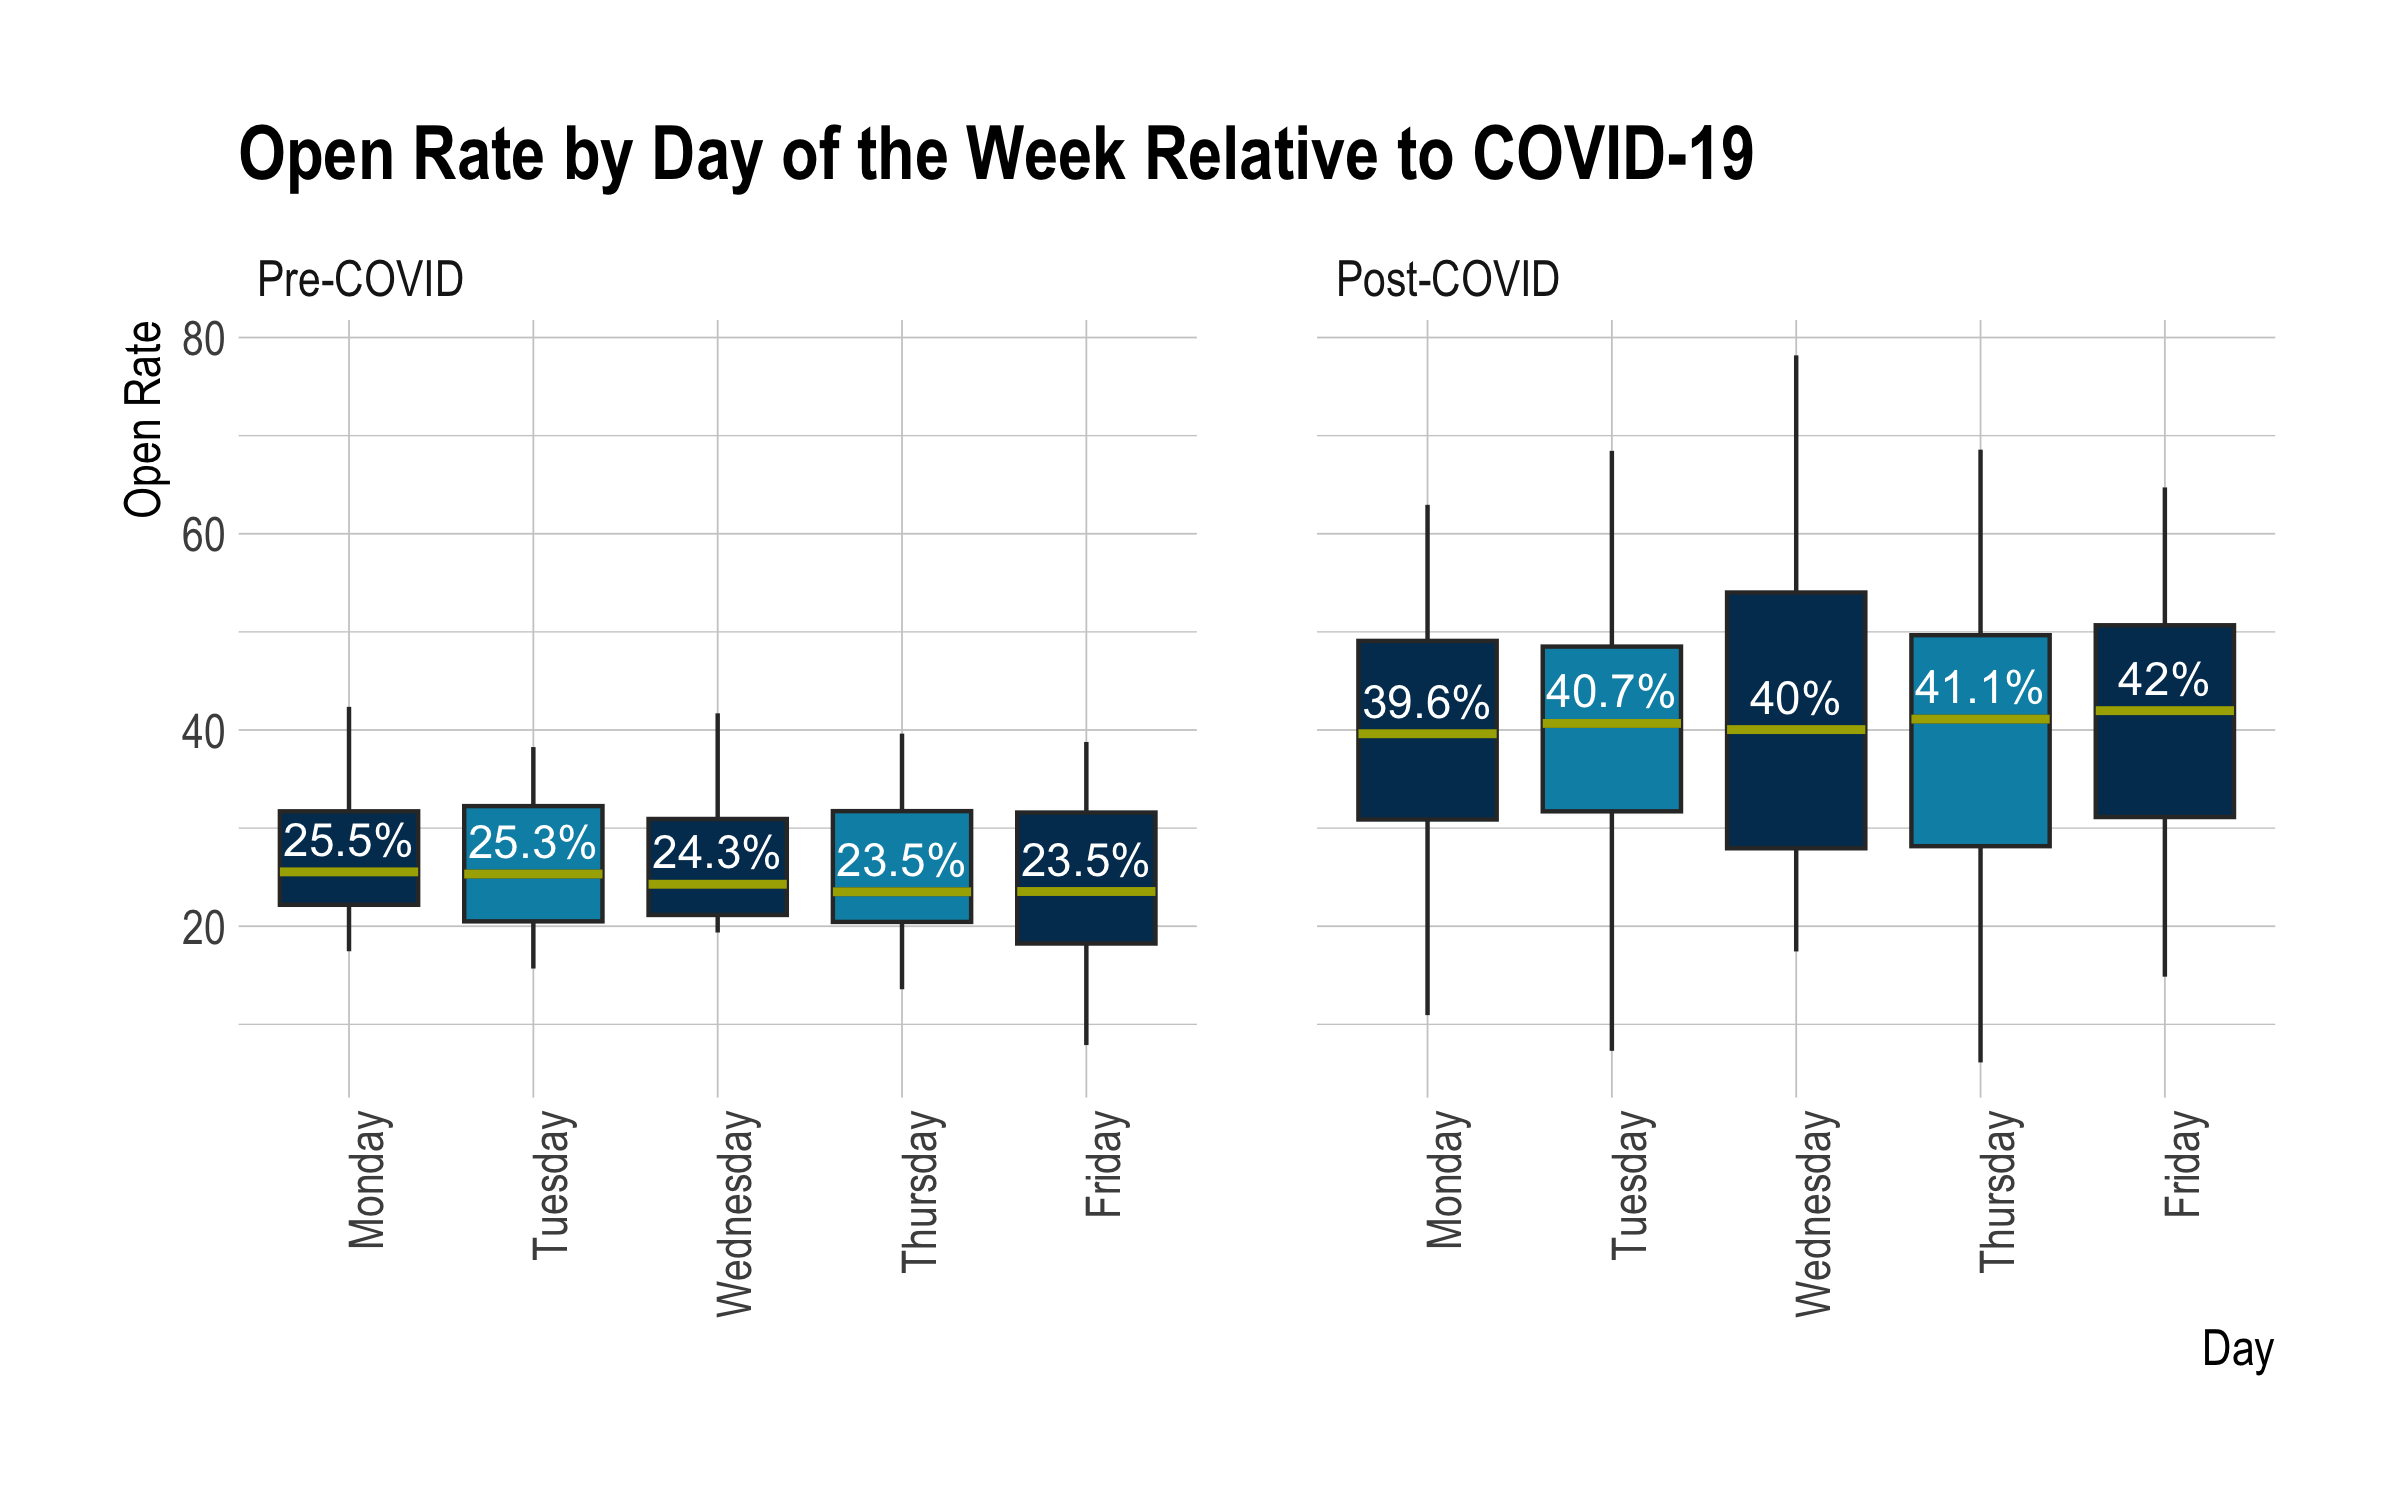 Open Rate by Day of the Week Relative to COVID-19
Pre-COVID
Post-COVID
Open Rate
80
60
40
20
25.5%
25.3%
24.3%
23.5%
23.5%
39.6%
40.7%
40%
41.1%
42%
Monday
Tuesday
Wednesday
Thursday
Friday
Monday
Tuesday
Wednesday
Thursday
Friday
Day